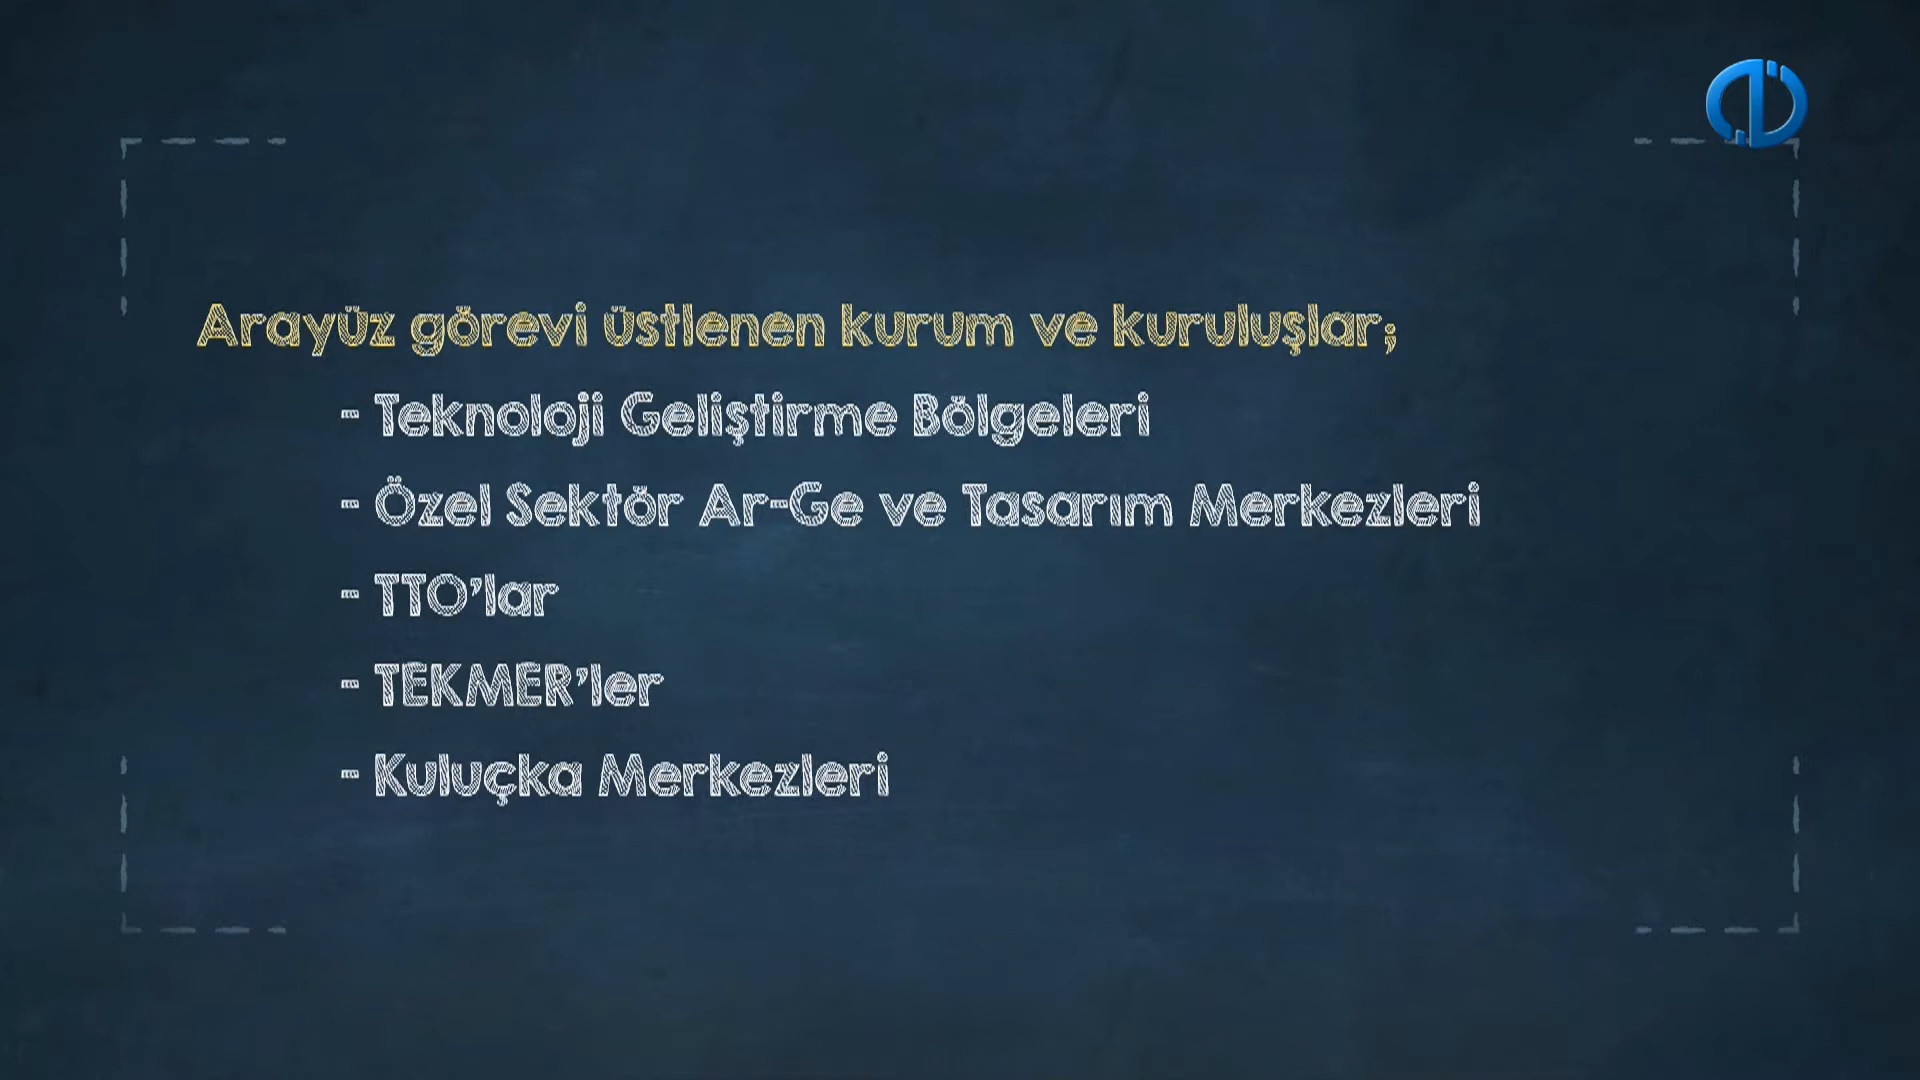 Arayüz görevi üstlenen kurum ve kuruluşlar;
- Teknoloji Geliştirme Bölgeleri
- Özel Sektör Ar-Ge ve Tasarım Merkezleri
- TTO’lar
- TEKMER’ler
- Kuluçka Merkezleri